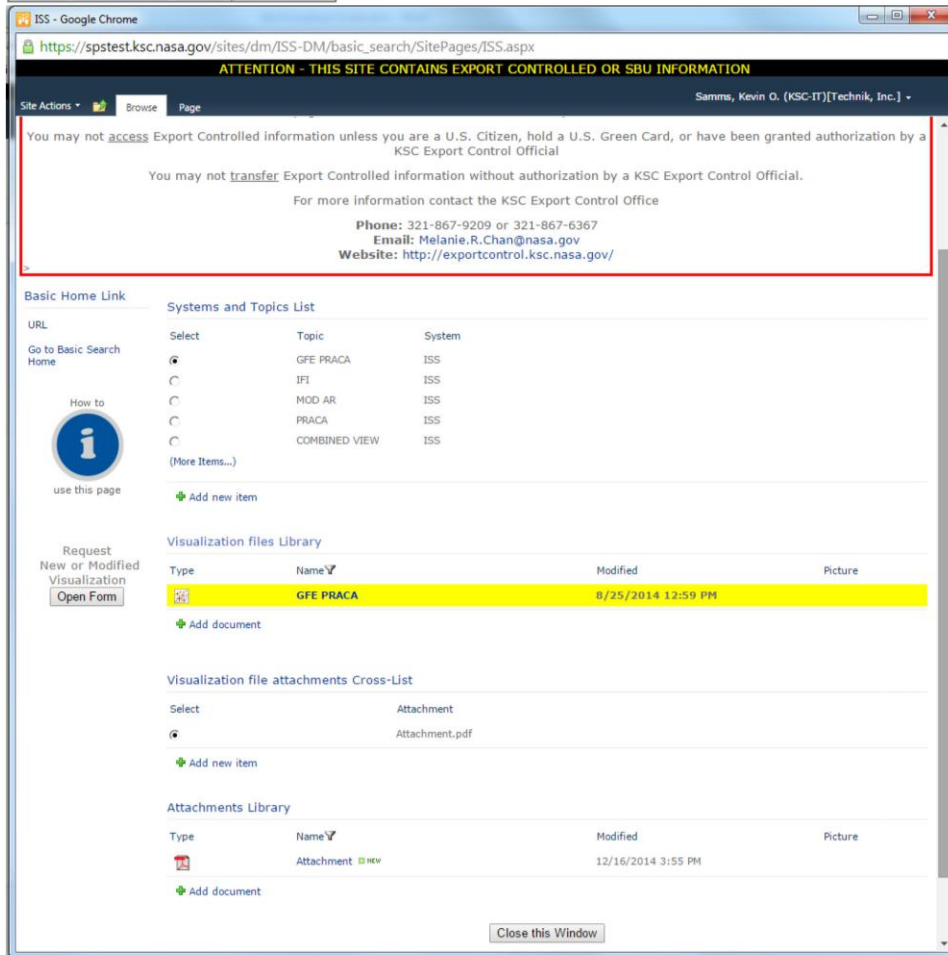 ISS - Google Chrome
https://spstest.ksc.nasa.gov/sites/dm/ISS-DM/basic_search/SitePages/ISS.aspx
ATTENTION - THIS SITE CONTAINS EXPORT CONTROLLED OR SBU INFORMATION
Samms, Kevin O. (KSC-IT)[Technik, Inc.]
Site Actions Browse Page
You may not access Export Controlled information unless you are a U.S. Citizen, hold a U.S. Green Card, or have been granted authorization by a
KSC Export Control Official
You may not transfer Export Controlled information without authorization by a KSC Export Control Official.
For more information contact the KSC Export Control Office
Phone: 321-867-9209 or 321-867-6367
Email: Melanie.R.Chan@nasa.gov
Website: http://exportcontrol.ksc.nasa.gov/
>
Basic Home Link
URL
Go to Basic Search
Home
How to
i
use this page
Request
New or Modified
Visualization
Open Form
Systems and Topics List
Select Topic System
GFE PRACA ISS
IFI ISS
MOD AR ISS
PRACA ISS
COMBINED VIEW ISS
(More Items...)
Add new item
Visualization files Library
Type Name Modified Picture
GFE PRACA 8/25/2014 12:59 PM
Add document
Visualization file attachments Cross-List
Select Attachment
Attachment.pdf
Add new item
Attachments Library
Type Name Modified Picture
Attachment NEW 12/16/2014 3:55 PM
Add document
Close this Window